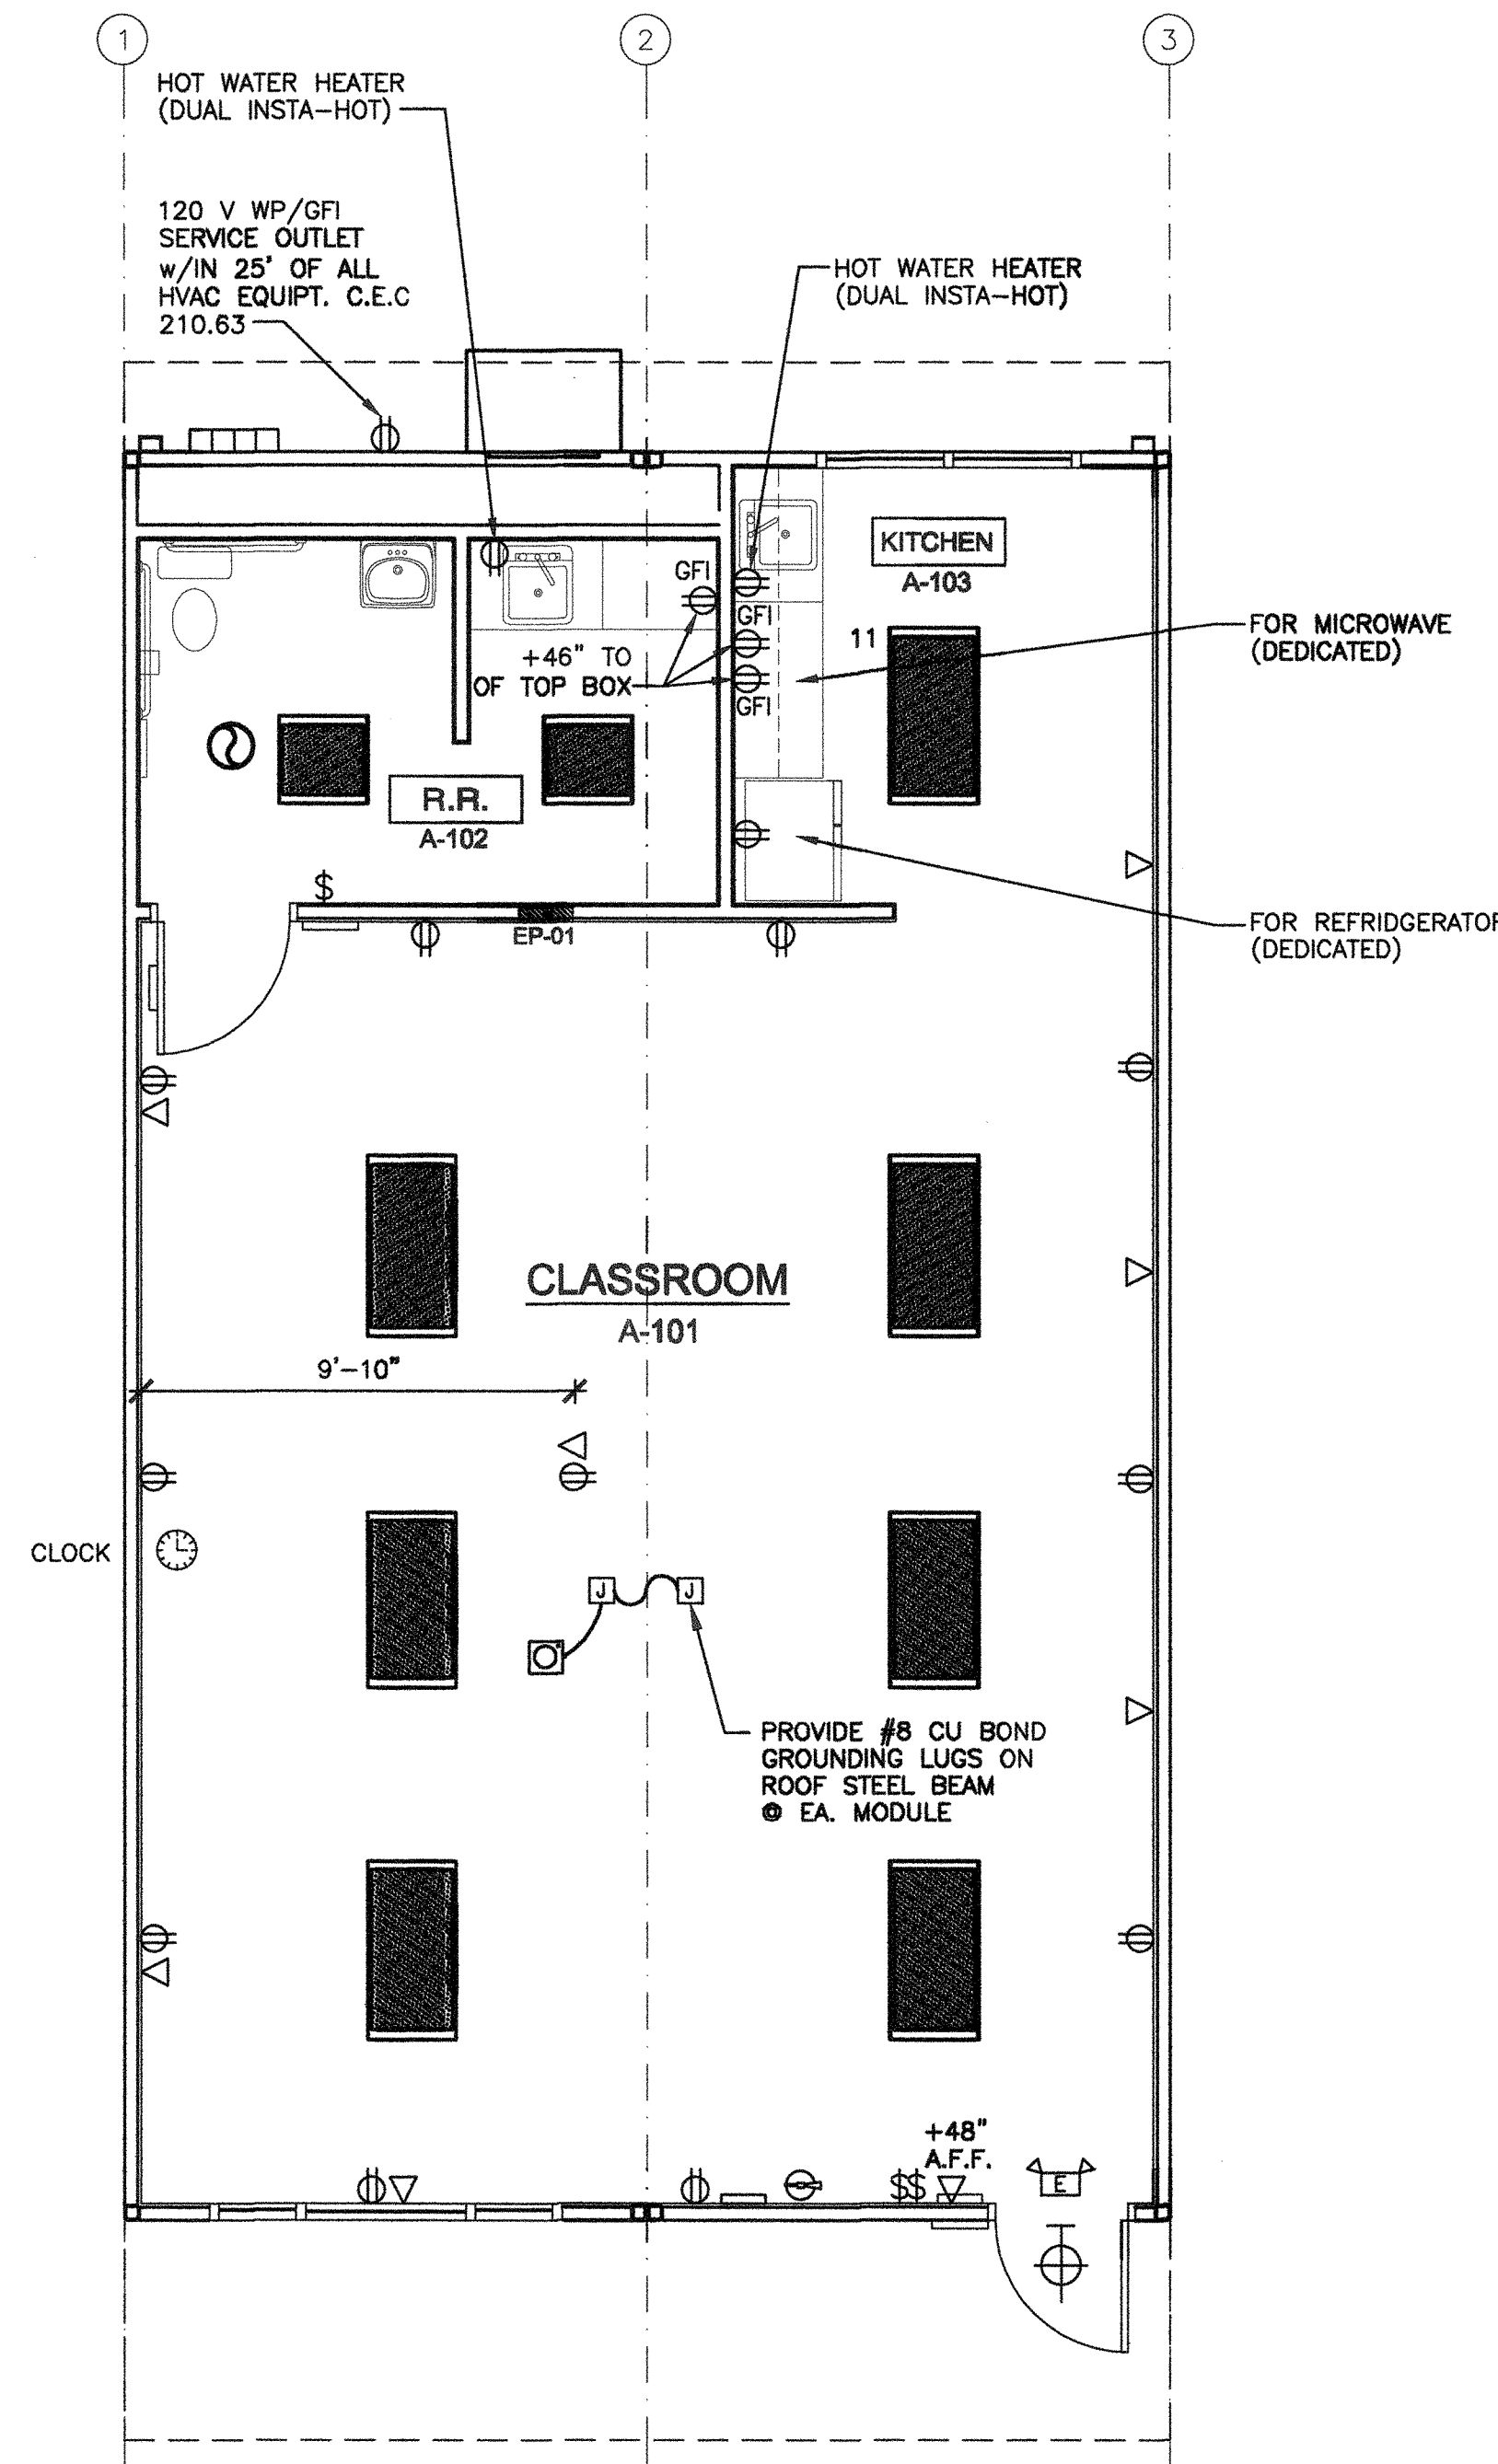 1
2
3
HOT WATER HEATER
(DUAL INSTA-HOT)
120 V WP/GFI
SERVICE OUTLET
w/IN 25' OF ALL
HVAC EQUIPT. C.E.C
210.63
HOT WATER HEATER
(DUAL INSTA-HOT)
KITCHEN
A-103
GFI
GFI
GFI
+46" TO
OF TOP BOX
11
FOR MICROWAVE
(DEDICATED)
R.R.
A-102
$
EP-01
FOR REFRIDGERATOR
(DEDICATED)
CLASSROOM
A-101
9'-10"
CLOCK
J
J
PROVIDE #8 CU BOND
GROUNDING LUGS ON
ROOF STEEL BEAM
@ EA. MODULE
+48"
A.F.F.
$$
E